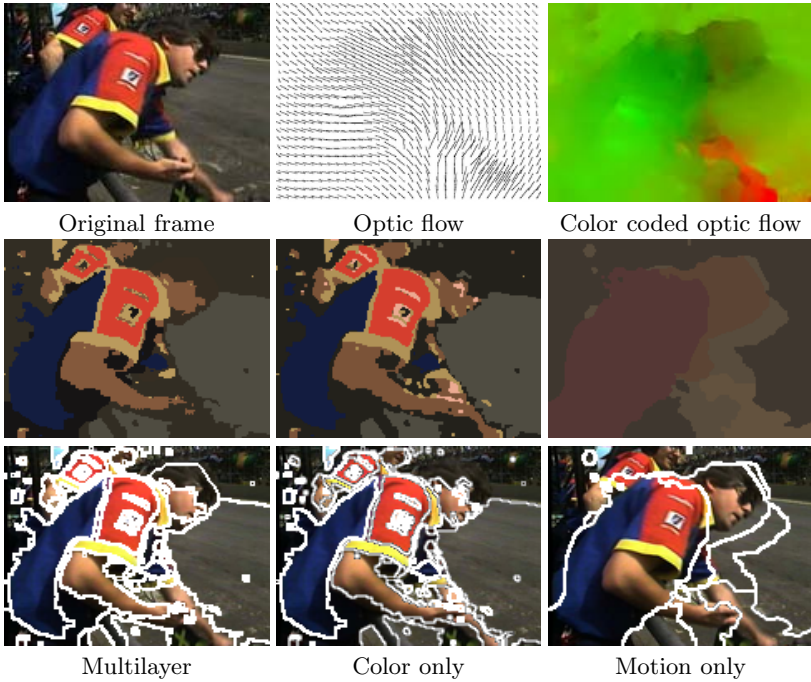 Original frame
Optic flow
Color coded optic flow
Multilayer
Color only
Motion only